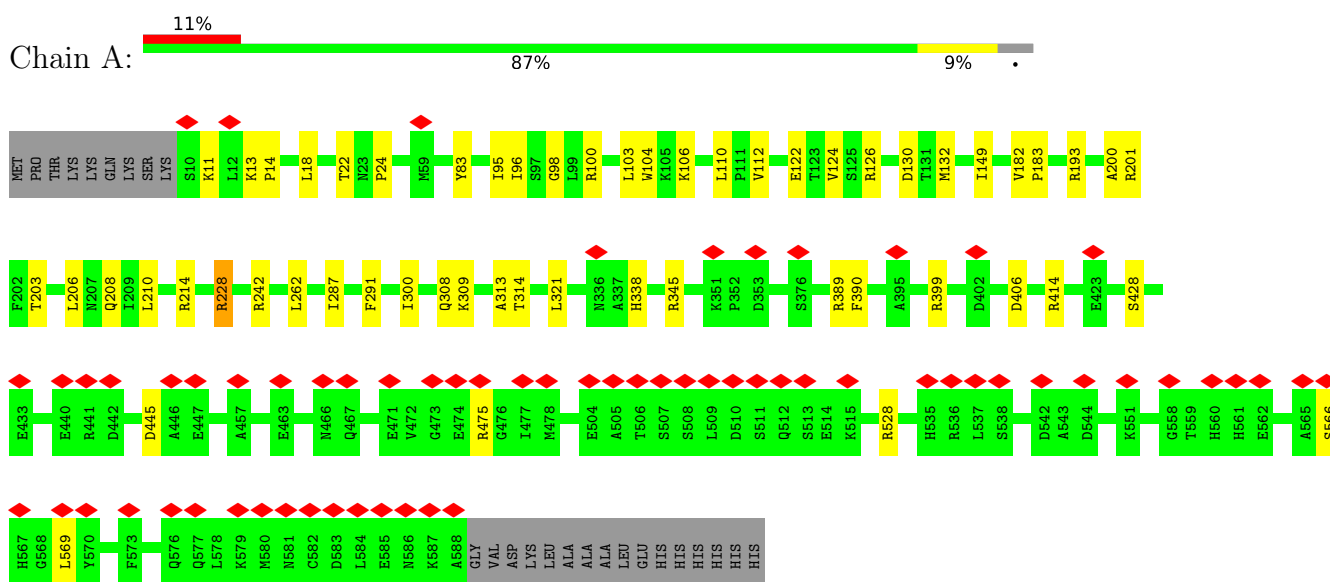 11%
Chain A:
87% 9% •
MET PRO THR LYS LYS GLN LYS SER LYS S10 K11 L12 K13 P14 L18 T22 N23 P24 M59 Y83 I95 I96 S97 G98 L99 R100 L103 W104 K105 K106 L110 P111 V112 E122 T123 V124 S125 R126 D130 T131 M132 I149 V182 P183 R193 A200 R201
F202 T203 L206 N207 Q208 I209 L210 R214 R228 R242 L262 I287 F291 I300 Q308 K309 A313 T314 L321 N336 A337 H338 R345 K351 P352 D353 S376 R389 F390 A395 R399 D402 D406 R414 E423 S428
E433 E440 R441 D442 D445 A446 E447 A457 E463 N466 Q467 E471 V472 G473 E474 R475 G476 I477 M478 E504 A505 T506 S507 S508 L509 D510 S511 Q512 S513 E514 K515 R528 H535 R536 L537 S538 D542 A543 D544 K551 G558 T559 H560 H561 E562 A565 S566
H567 G568 L569 Y570 F573 Q576 Q577 L578 K579 M580 N581 C582 D583 L584 E585 N586 K587 A588 GLY VAL ASP LYS LEU ALA ALA ALA LEU GLU HIS HIS HIS HIS HIS HIS